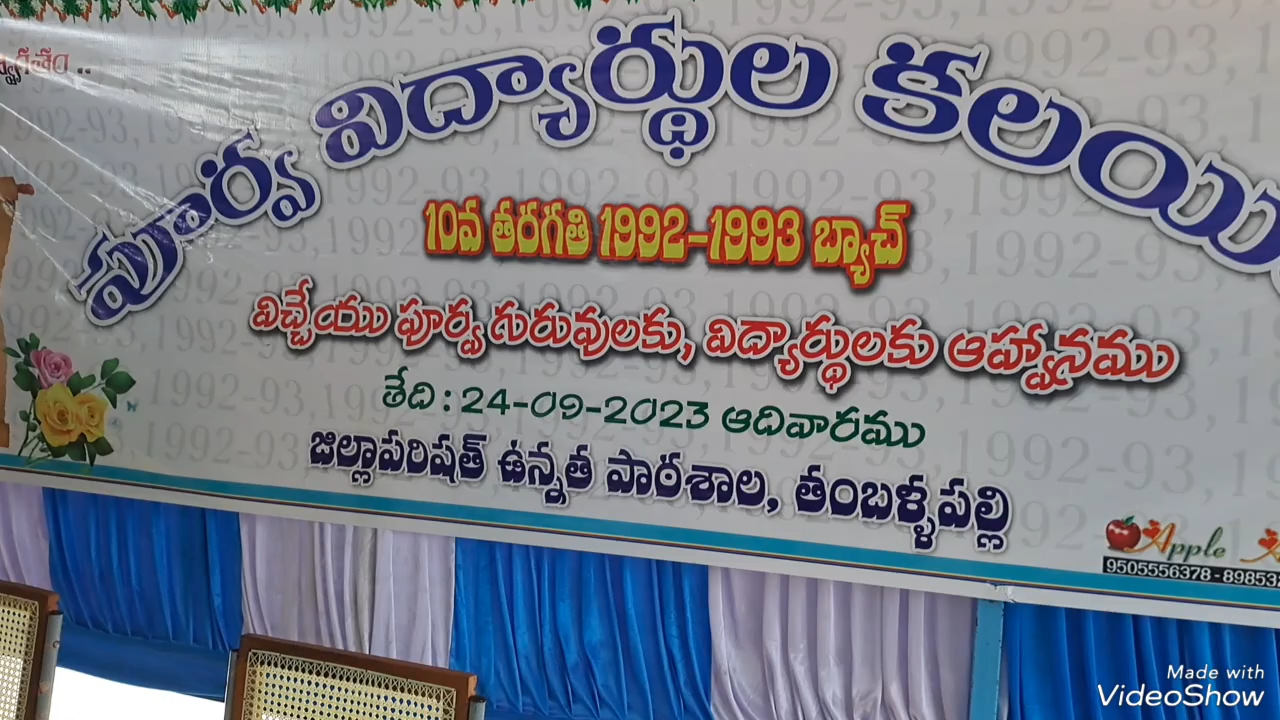 పూర్వ విద్యార్థుల కలయి
10వ తరగతి 1992-1993 బ్యాచ్
విచ్చేయు పూర్వ గురువులకు, విద్యార్థులకు ఆహ్వానము
తేది : 24-09-2023 ఆదివారము
జిల్లాపరిషత్ ఉన్నత పాఠశాల, తంబళ్ళపల్లి
Apple A
9505556378 - 89853
Made with
VideoShow